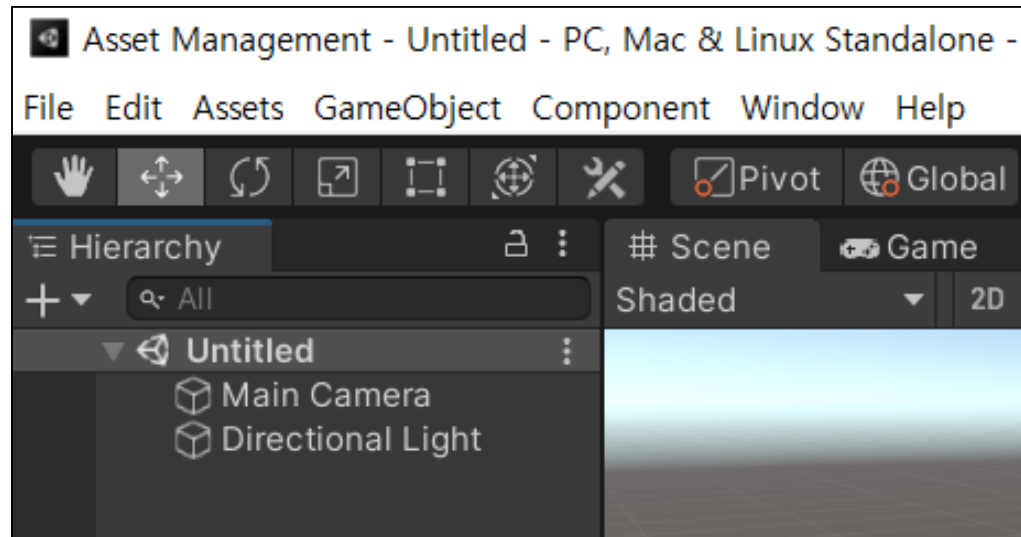 Asset Management - Untitled - PC, Mac & Linux Standalone -
File Edit Assets GameObject Component Window Help
Pivot Global
Hierarchy Scene Game
All Shaded 2D
Untitled
Main Camera
Directional Light